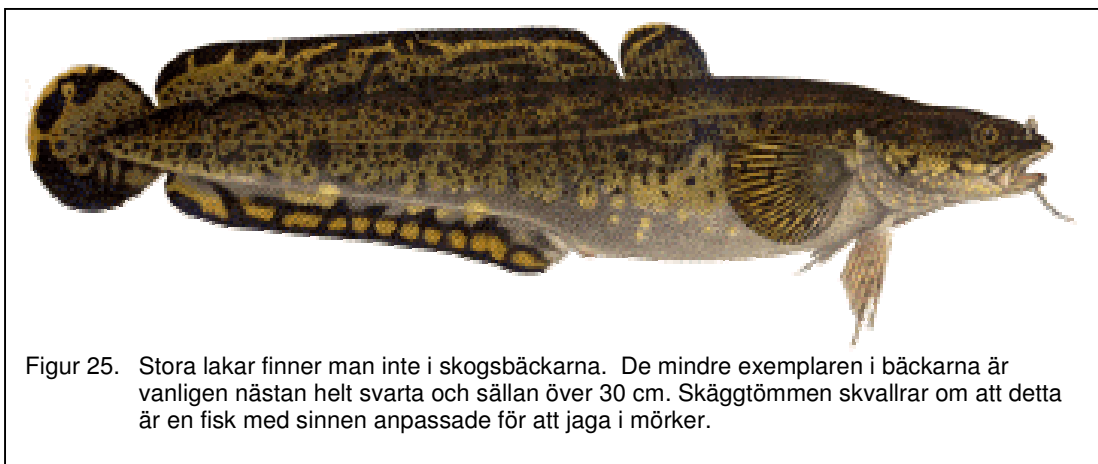 Figur 25. Stora lakar finner man inte i skogsbäckarna. De mindre exemplaren i bäckarna är
vanligen nästan helt svarta och sällan över 30 cm. Skäggtömmen skvallrar om att detta
är en fisk med sinnen anpassade för att jaga i mörker.